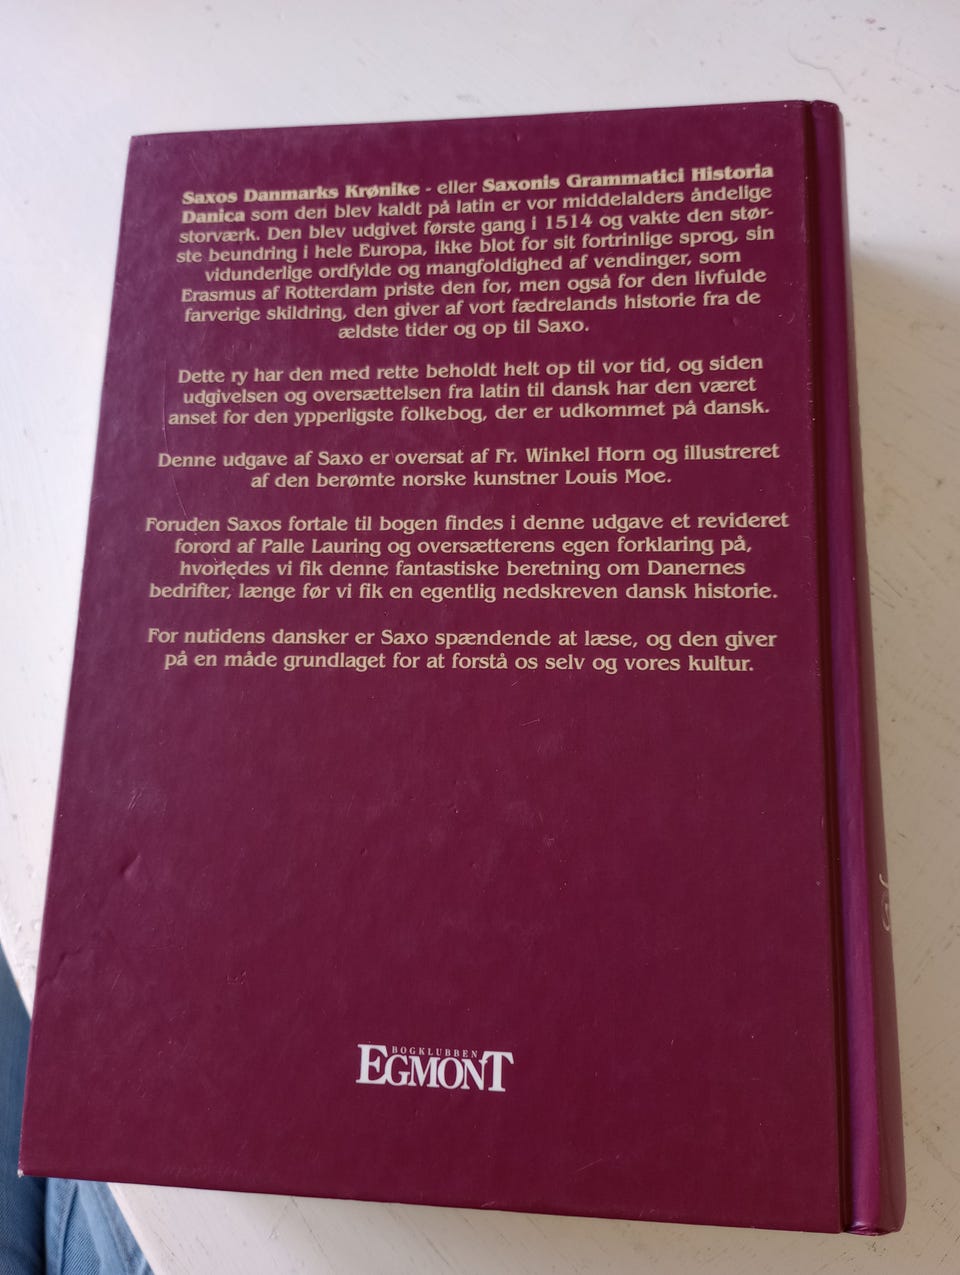 Saxos Danmarks Krønike - eller Saxonis Grammatici Historia
Danica som den blev kaldt på latin er vor middelalders åndelige
storværk. Den blev udgivet første gang i 1514 og vakte den stør-
ste beundring i hele Europa, ikke blot for sit fortrinlige sprog, sin
vidunderlige ordfylde og mangfoldighed af vendinger, som
Erasmus af Rotterdam priste den for, men også for den livfulde
farverige skildring, den giver af vort fædrelands historie fra de
ældste tider og op til Saxo.
Dette ry har den med rette beholdt helt op til vor tid, og siden
udgivelsen og oversættelsen fra latin til dansk har den været
anset for den ypperligste folkebog, der er udkommet på dansk.
Denne udgave af Saxo er oversat af Fr. Winkel Horn og illustreret
af den berømte norske kunstner Louis Moe.
Foruden Saxos fortale til bogen findes i denne udgave et revideret
forord af Palle Lauring og oversætterens egen forklaring på,
hvorledes vi fik denne fantastiske beretning om Danernes
bedrifter, længe før vi fik en egentlig nedskreven dansk historie.
For nutidens dansker er Saxo spændende at læse, og den giver
på en måde grundlaget for at forstå os selv og vores kultur.
BOGKLUBBEN
EGMONT